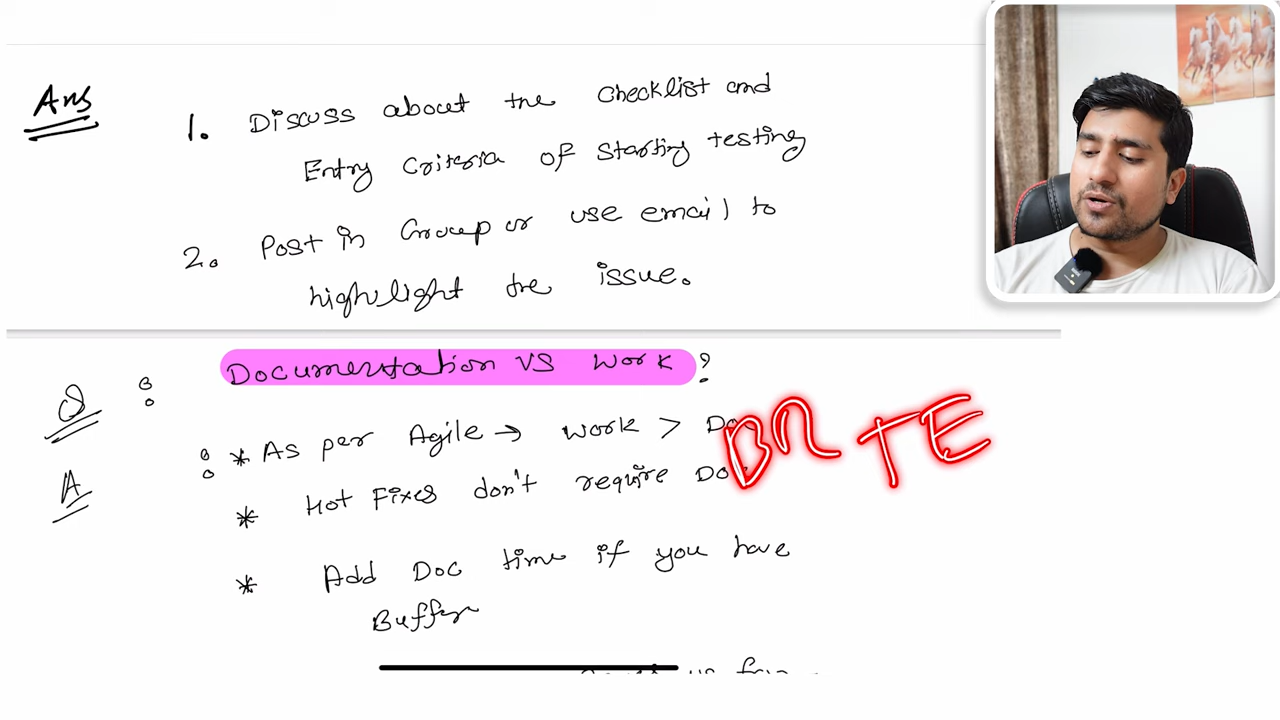 Ans
1. Discuss about the checklist and
Entry Criteria of starting testing
2. Post in Group or use email to
highlight the issue.
Q : Documentation VS Work ?
A : * As per Agile → Work > Doc
* Hot Fixes don't require Doc
* Add Doc time if you have
Buffer
BR TE